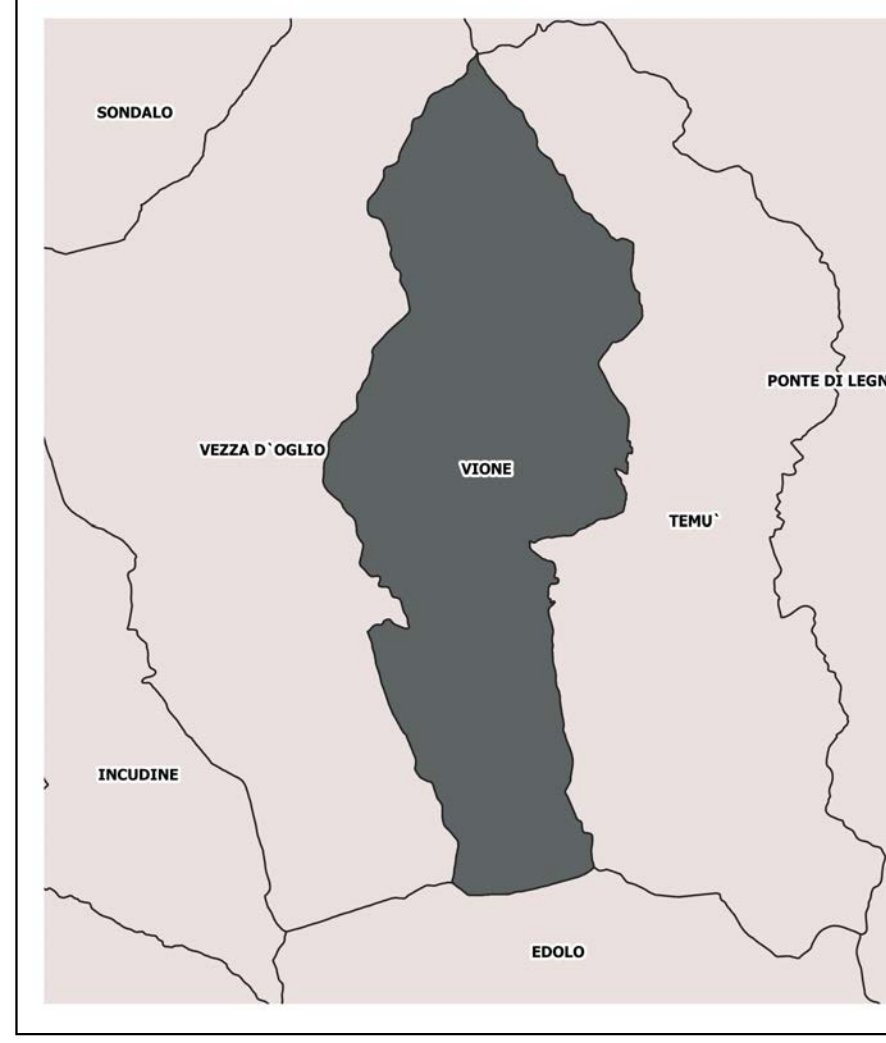 SONDALO
PONTE DI LEGN
VEZZA D`OGLIO
VIONE
TEMU`
INCUDINE
EDOLO